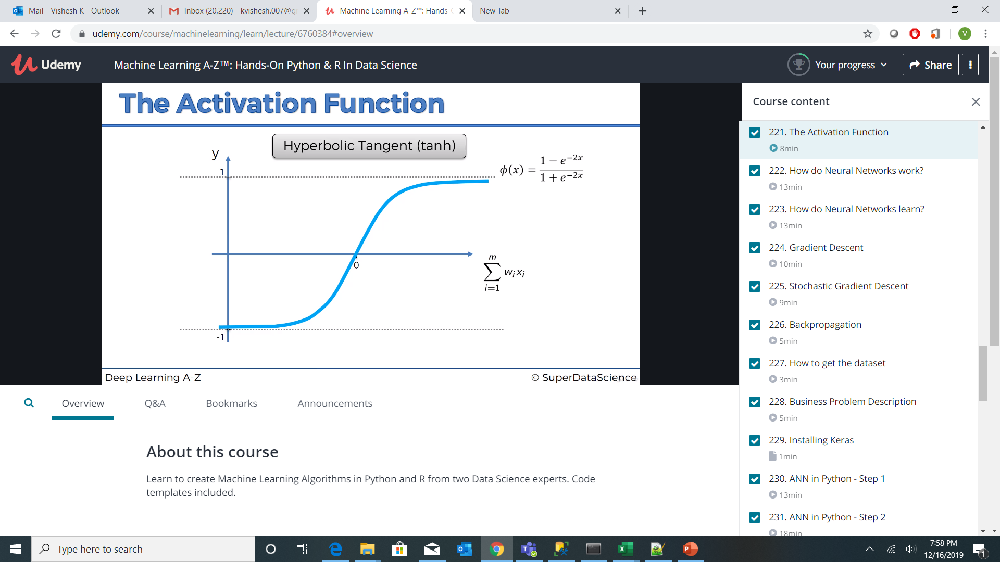 Mail - Vishesh K - Outlook
Inbox (20,220) - kvishesh.007@g
Machine Learning A-Z™: Hands-
New Tab
udemy.com/course/machinelearning/learn/lecture/6760384#overview
V
Udemy
Machine Learning A-Z™: Hands-On Python & R In Data Science
Your progress
Share
The Activation Function
Hyperbolic Tangent (tanh)
y
1
ϕ(x) = (1 − e^−2x) / (1 + e^−2x)
0
m
∑ wᵢxᵢ
i=1
-1
Deep Learning A-Z
© SuperDataScience
Course content
221. The Activation Function
8min
222. How do Neural Networks work?
13min
223. How do Neural Networks learn?
13min
224. Gradient Descent
10min
225. Stochastic Gradient Descent
9min
226. Backpropagation
5min
227. How to get the dataset
3min
228. Business Problem Description
5min
229. Installing Keras
1min
230. ANN in Python - Step 1
13min
231. ANN in Python - Step 2
18min
Overview
Q&A
Bookmarks
Announcements
About this course
Learn to create Machine Learning Algorithms in Python and R from two Data Science experts. Code
templates included.
Type here to search
7:58 PM
12/16/2019
1